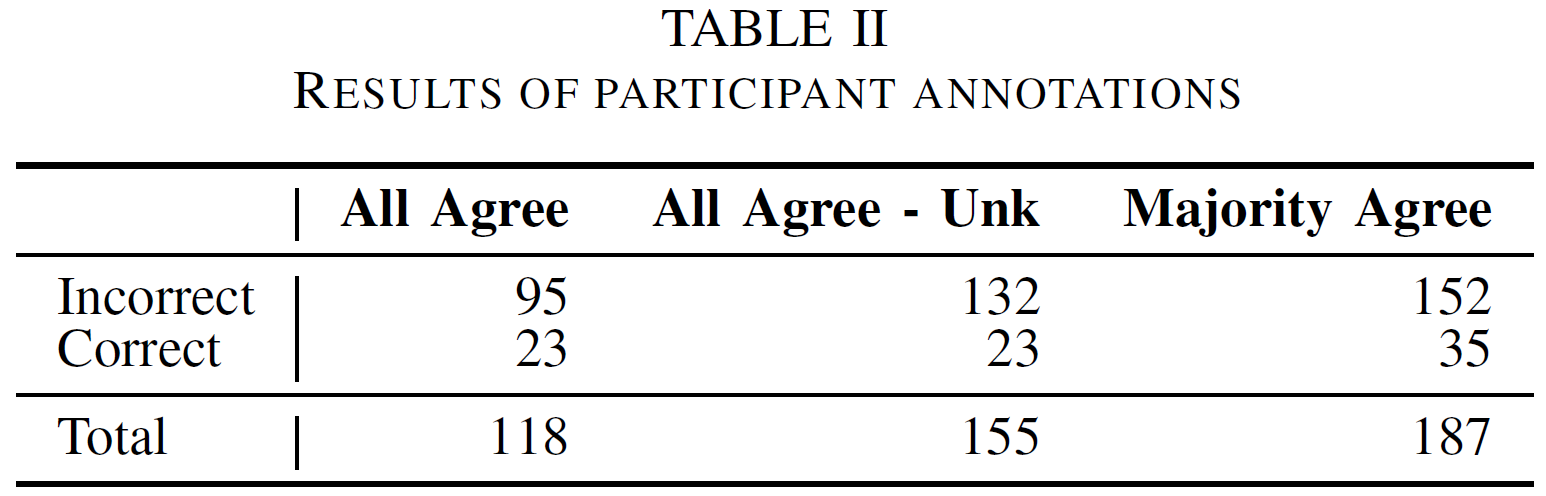 TABLE II
RESULTS OF PARTICIPANT ANNOTATIONS
All Agree All Agree - Unk Majority Agree
Incorrect 95 132 152
Correct 23 23 35
Total 118 155 187